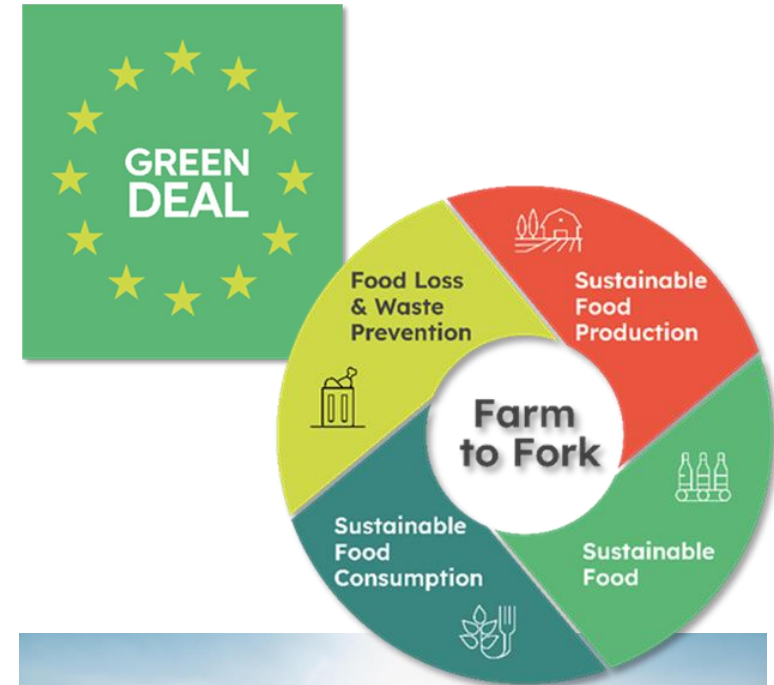 GREEN
DEAL
Food Loss
& Waste
Prevention
Sustainable
Food
Production
Farm
to Fork
Sustainable
Food
Consumption
Sustainable
Food